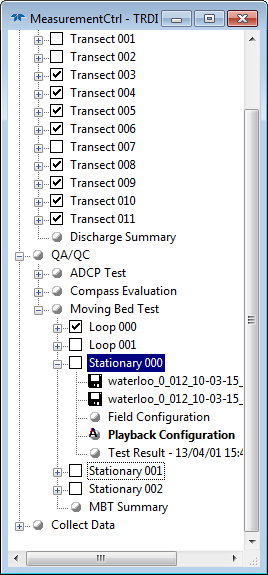 MeasurementCtrl - TRDI
Transect 001
Transect 002
Transect 003
Transect 004
Transect 005
Transect 006
Transect 007
Transect 008
Transect 009
Transect 010
Transect 011
Discharge Summary
QA/QC
ADCP Test
Compass Evaluation
Moving Bed Test
Loop 000
Loop 001
Stationary 000
waterloo_0_012_10-03-15_
waterloo_0_012_10-03-15_
Field Configuration
Playback Configuration
Test Result - 13/04/01 15:4
Stationary 001
Stationary 002
MBT Summary
Collect Data